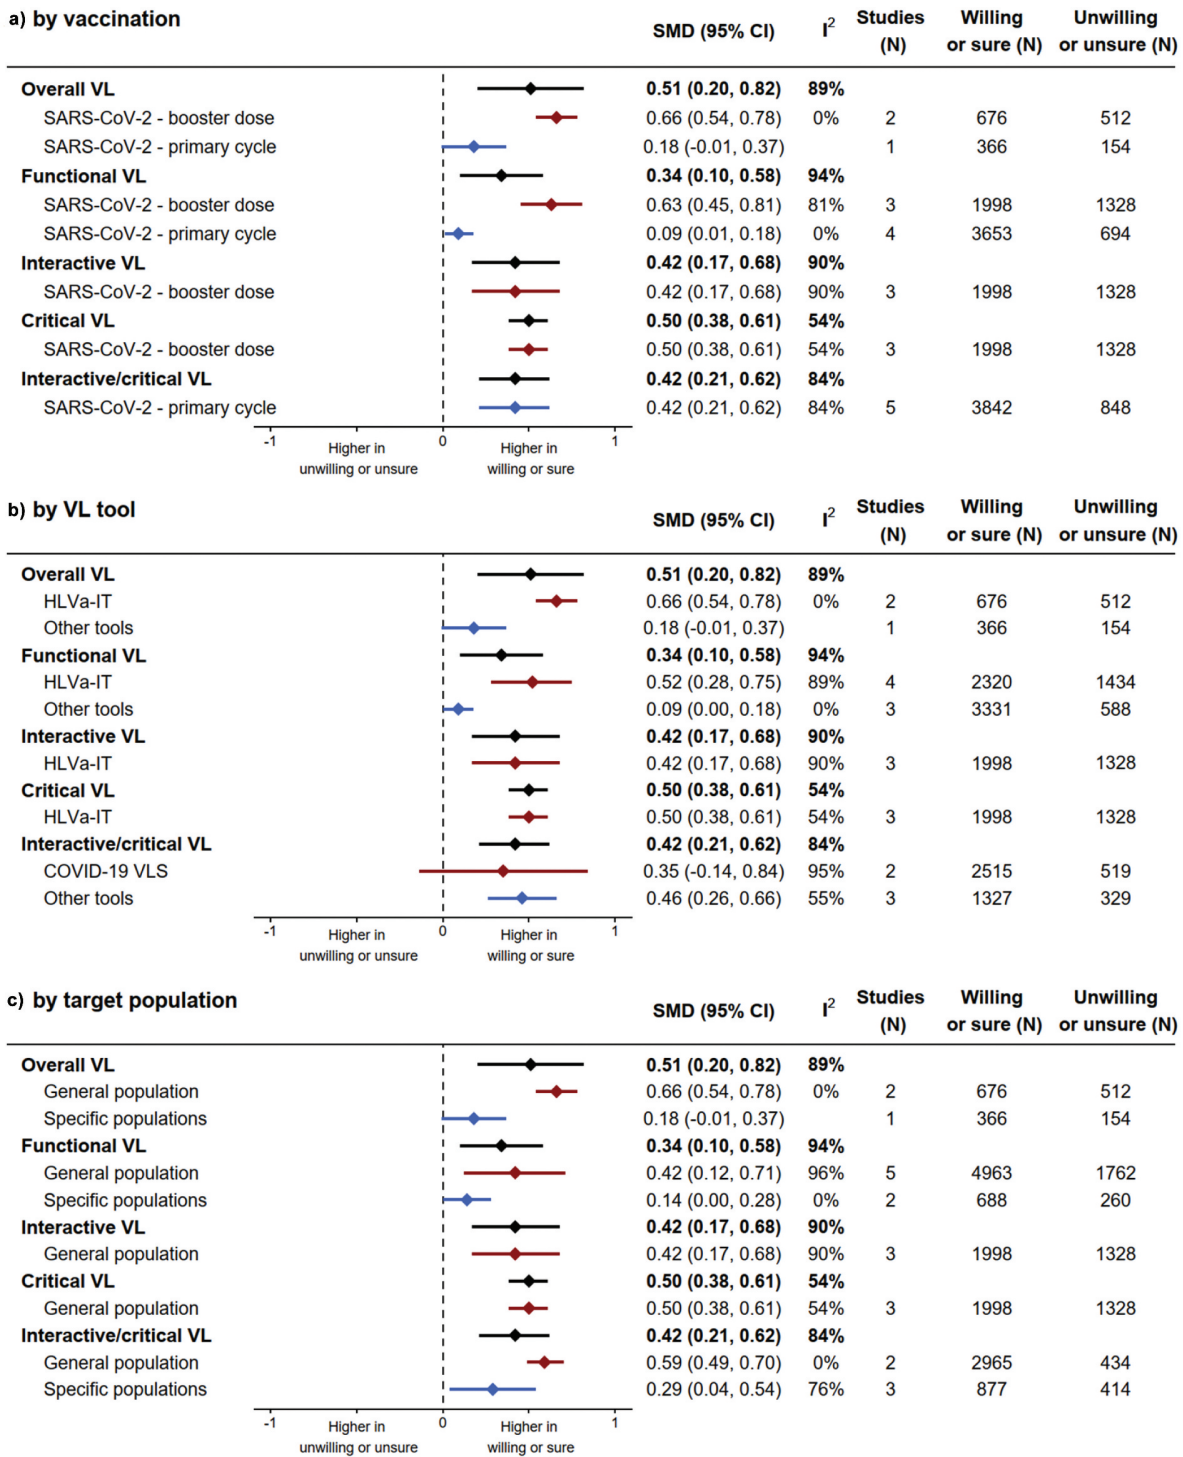 a) by vaccination
SMD (95% CI) I² Studies (N) Willing or sure (N) Unwilling or unsure (N)
Overall VL 0.51 (0.20, 0.82) 89%
SARS-CoV-2 - booster dose 0.66 (0.54, 0.78) 0% 2 676 512
SARS-CoV-2 - primary cycle 0.18 (-0.01, 0.37) 1 366 154
Functional VL 0.34 (0.10, 0.58) 94%
SARS-CoV-2 - booster dose 0.63 (0.45, 0.81) 81% 3 1998 1328
SARS-CoV-2 - primary cycle 0.09 (0.01, 0.18) 0% 4 3653 694
Interactive VL 0.42 (0.17, 0.68) 90%
SARS-CoV-2 - booster dose 0.42 (0.17, 0.68) 90% 3 1998 1328
Critical VL 0.50 (0.38, 0.61) 54%
SARS-CoV-2 - booster dose 0.50 (0.38, 0.61) 54% 3 1998 1328
Interactive/critical VL 0.42 (0.21, 0.62) 84%
SARS-CoV-2 - primary cycle 0.42 (0.21, 0.62) 84% 5 3842 848
-1 0 1
Higher in unwilling or unsure Higher in willing or sure
b) by VL tool
SMD (95% CI) I² Studies (N) Willing or sure (N) Unwilling or unsure (N)
Overall VL 0.51 (0.20, 0.82) 89%
HLVa-IT 0.66 (0.54, 0.78) 0% 2 676 512
Other tools 0.18 (-0.01, 0.37) 1 366 154
Functional VL 0.34 (0.10, 0.58) 94%
HLVa-IT 0.52 (0.28, 0.75) 89% 4 2320 1434
Other tools 0.09 (0.00, 0.18) 0% 3 3331 588
Interactive VL 0.42 (0.17, 0.68) 90%
HLVa-IT 0.42 (0.17, 0.68) 90% 3 1998 1328
Critical VL 0.50 (0.38, 0.61) 54%
HLVa-IT 0.50 (0.38, 0.61) 54% 3 1998 1328
Interactive/critical VL 0.42 (0.21, 0.62) 84%
COVID-19 VLS 0.35 (-0.14, 0.84) 95% 2 2515 519
Other tools 0.46 (0.26, 0.66) 55% 3 1327 329
-1 0 1
Higher in unwilling or unsure Higher in willing or sure
c) by target population
SMD (95% CI) I² Studies (N) Willing or sure (N) Unwilling or unsure (N)
Overall VL 0.51 (0.20, 0.82) 89%
General population 0.66 (0.54, 0.78) 0% 2 676 512
Specific populations 0.18 (-0.01, 0.37) 1 366 154
Functional VL 0.34 (0.10, 0.58) 94%
General population 0.42 (0.12, 0.71) 96% 5 4963 1762
Specific populations 0.14 (0.00, 0.28) 0% 2 688 260
Interactive VL 0.42 (0.17, 0.68) 90%
General population 0.42 (0.17, 0.68) 90% 3 1998 1328
Critical VL 0.50 (0.38, 0.61) 54%
General population 0.50 (0.38, 0.61) 54% 3 1998 1328
Interactive/critical VL 0.42 (0.21, 0.62) 84%
General population 0.59 (0.49, 0.70) 0% 2 2965 434
Specific populations 0.29 (0.04, 0.54) 76% 3 877 414
-1 0 1
Higher in unwilling or unsure Higher in willing or sure